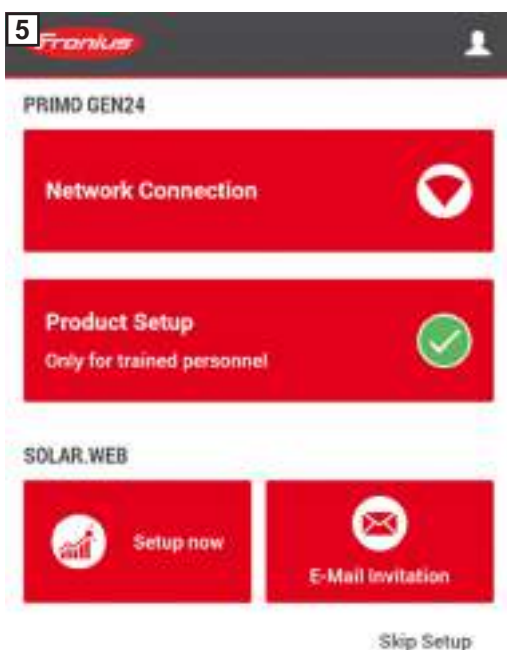 5
Fronius
PRIMO GEN24
Network Connection
Product Setup
Only for trained personnel
SOLAR.WEB
Setup now
E-Mail Invitation
Skip Setup